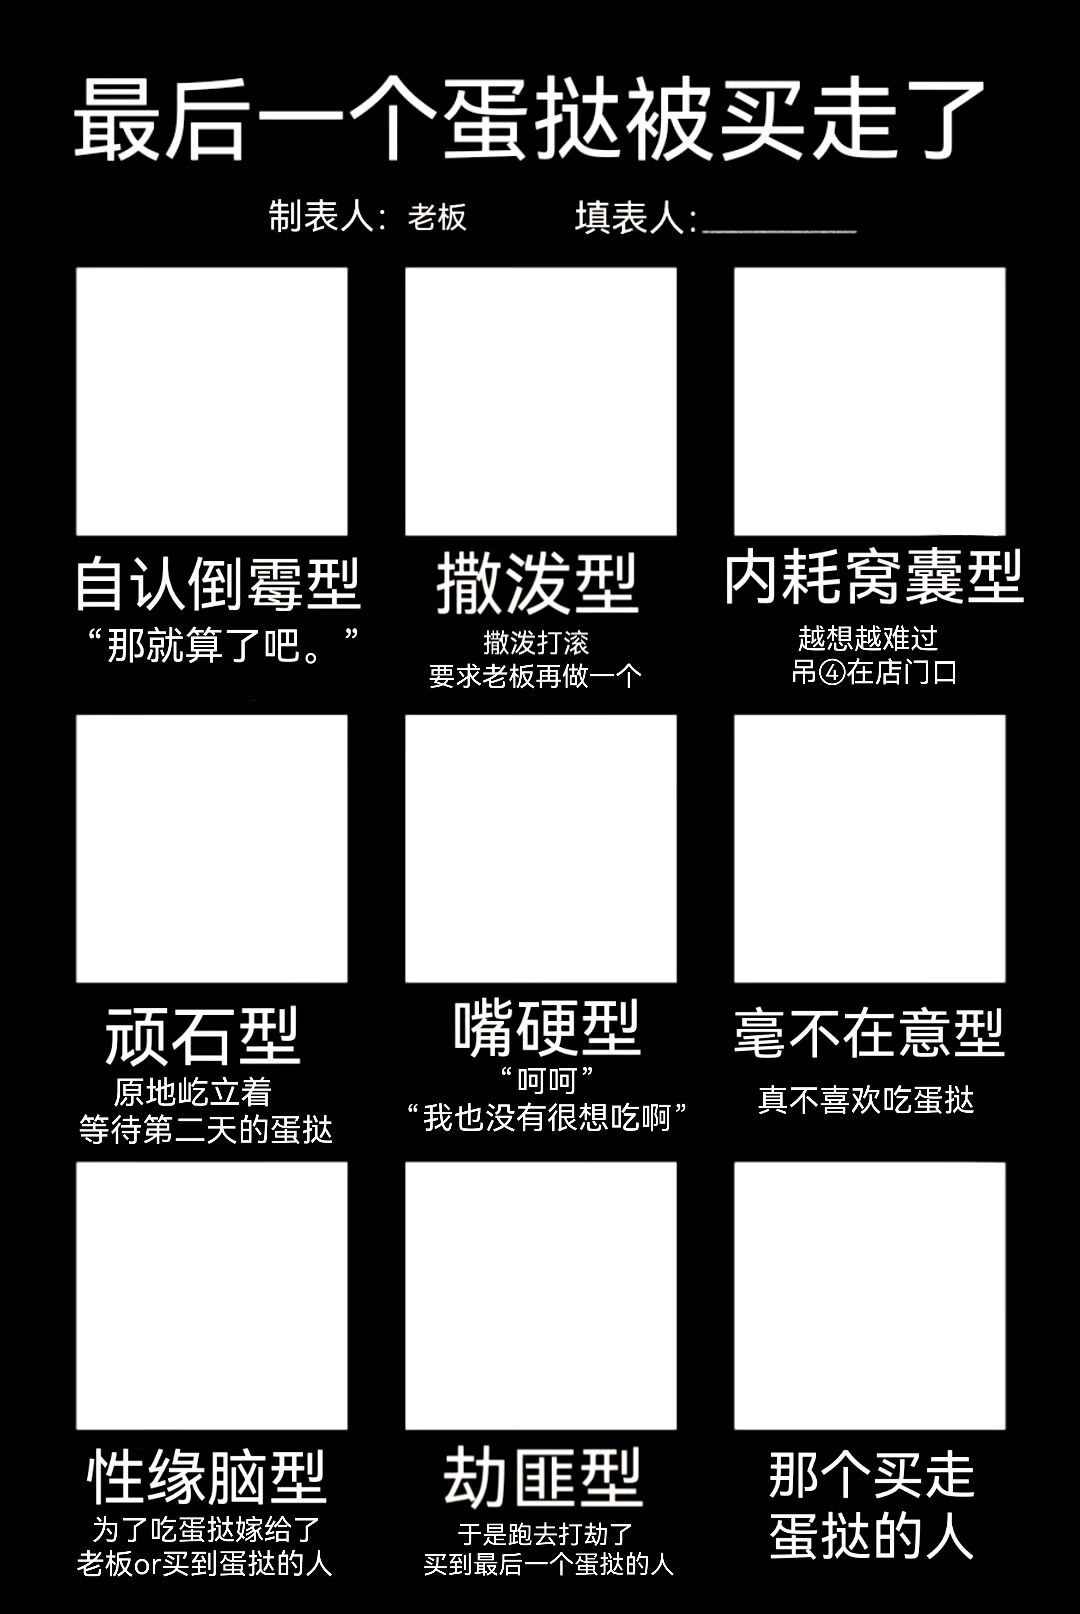 最后一个蛋挞被买走了
制表人：老板 填表人：
自认倒霉型 撒泼型 内耗窝囊型
“那就算了吧。”
撒泼打滚
要求老板再做一个
越想越难过
吊④在店门口
顽石型 嘴硬型 毫不在意型
原地屹立着
等待第二天的蛋挞
“呵呵”
“我也没有很想吃啊”
真不喜欢吃蛋挞
性缘脑型
为了吃蛋挞嫁给了
老板or买到蛋挞的人
劫匪型
于是跑去打劫了
买到最后一个蛋挞的人
那个买走
蛋挞的人